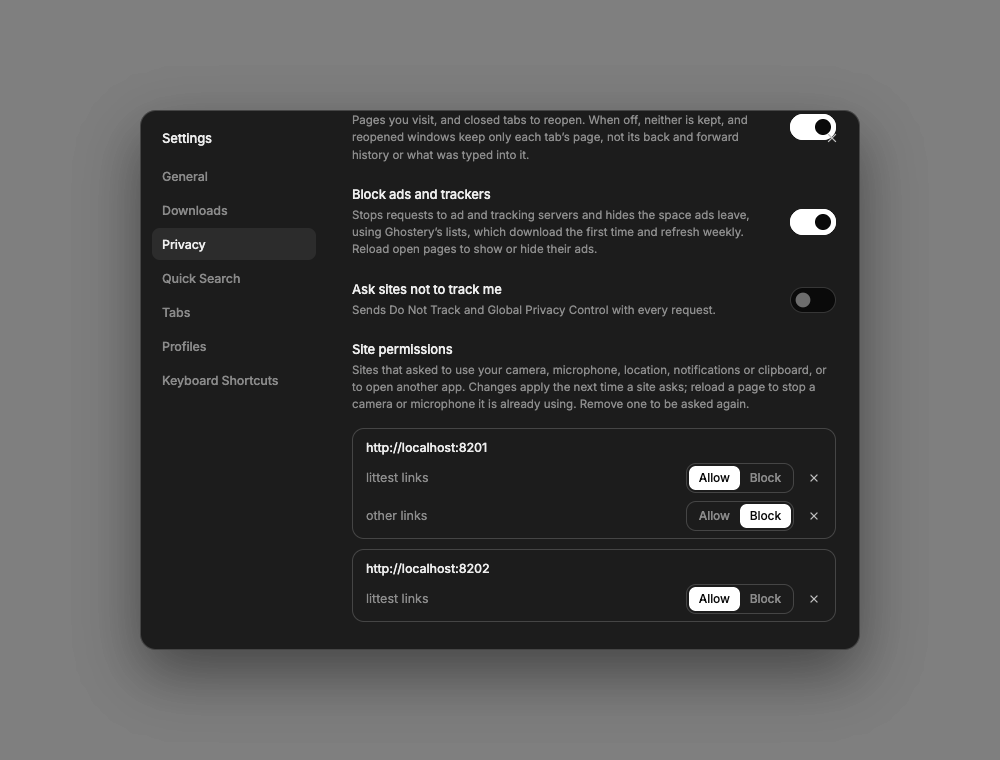 Settings
General
Downloads
Privacy
Quick Search
Tabs
Profiles
Keyboard Shortcuts
Pages you visit, and closed tabs to reopen. When off, neither is kept, and
reopened windows keep only each tab’s page, not its back and forward
history or what was typed into it.
Block ads and trackers
Stops requests to ad and tracking servers and hides the space ads leave,
using Ghostery’s lists, which download the first time and refresh weekly.
Reload open pages to show or hide their ads.
Ask sites not to track me
Sends Do Not Track and Global Privacy Control with every request.
Site permissions
Sites that asked to use your camera, microphone, location, notifications or clipboard, or
to open another app. Changes apply the next time a site asks; reload a page to stop a
camera or microphone it is already using. Remove one to be asked again.
http://localhost:8201
littest links Allow Block
other links Allow Block
http://localhost:8202
littest links Allow Block